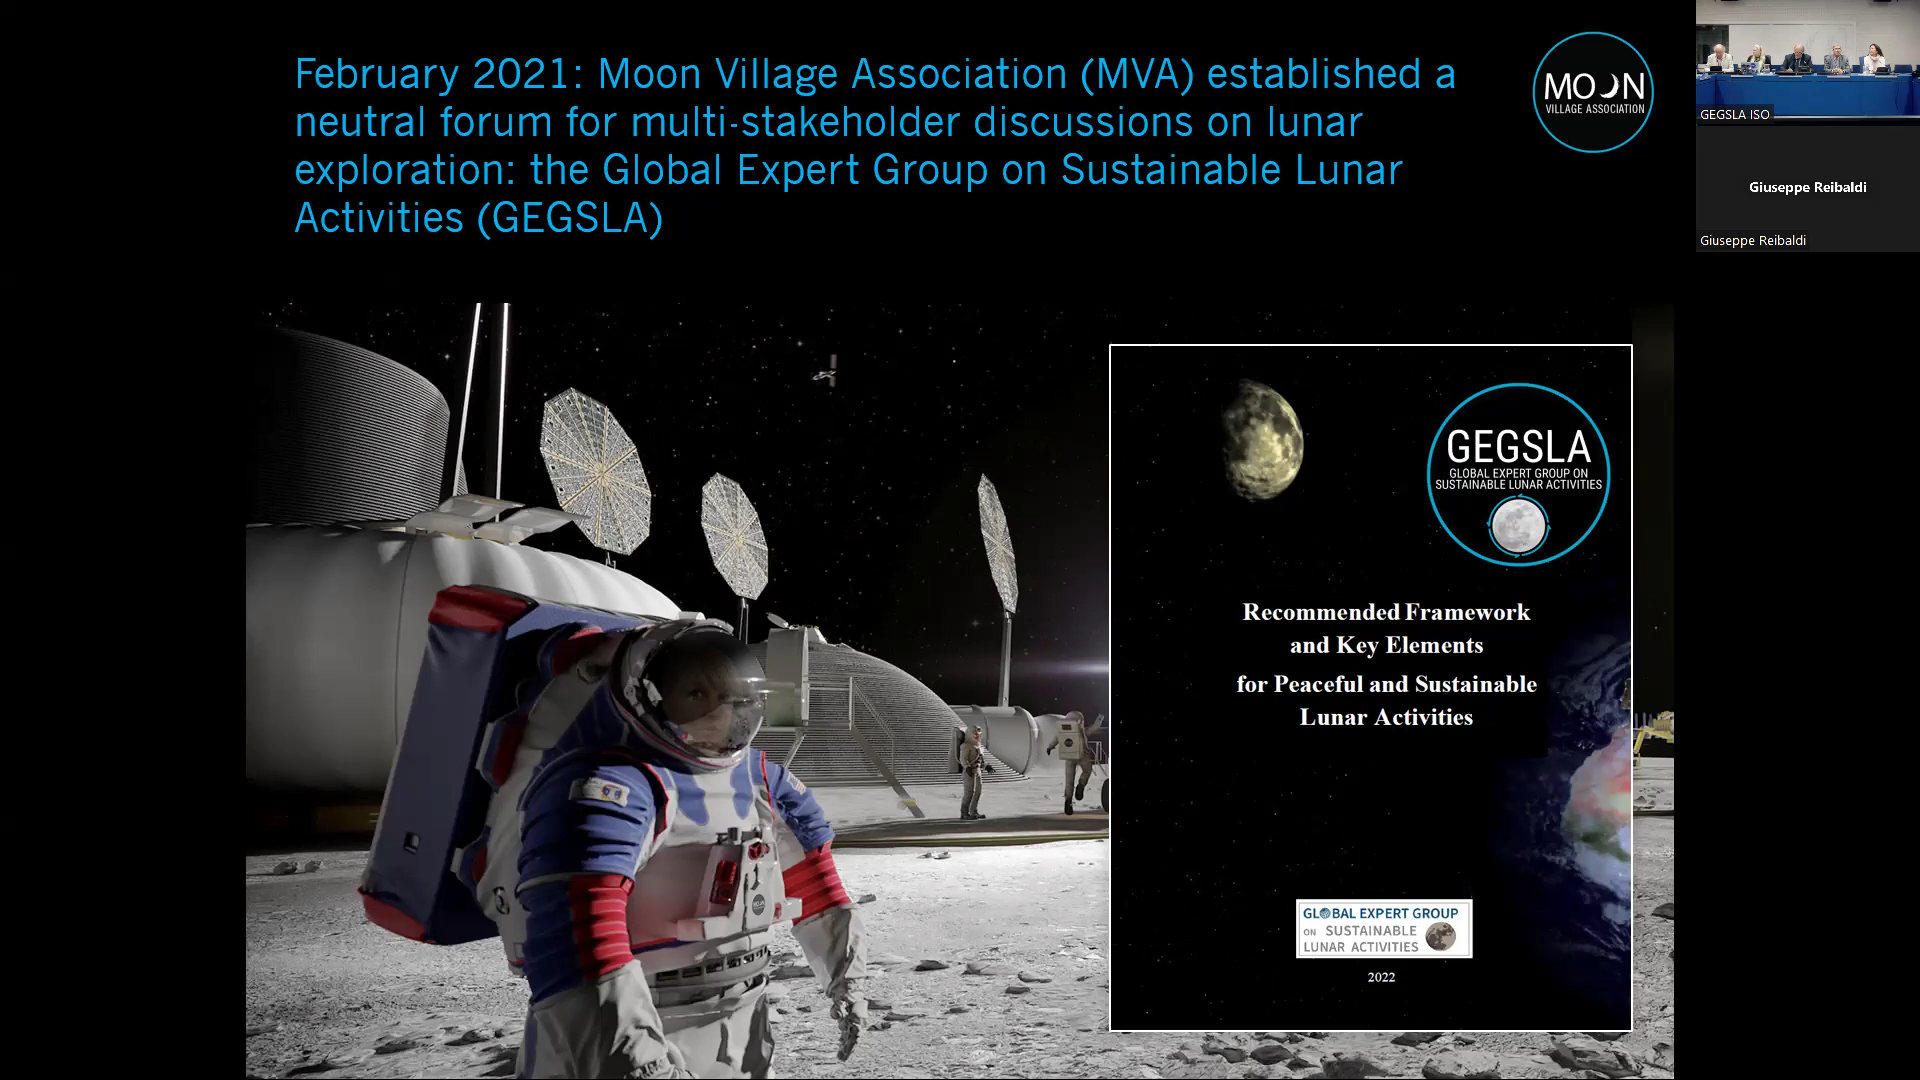 February 2021: Moon Village Association (MVA) established a
neutral forum for multi-stakeholder discussions on lunar
exploration: the Global Expert Group on Sustainable Lunar
Activities (GEGSLA)
MOON
VILLAGE ASSOCIATION
GEGSLA ISO
Giuseppe Reibaldi
Giuseppe Reibaldi
GEGSLA
GLOBAL EXPERT GROUP ON
SUSTAINABLE LUNAR ACTIVITIES
Recommended Framework
and Key Elements
for Peaceful and Sustainable
Lunar Activities
GLOBAL EXPERT GROUP
ON SUSTAINABLE
LUNAR ACTIVITIES
2022